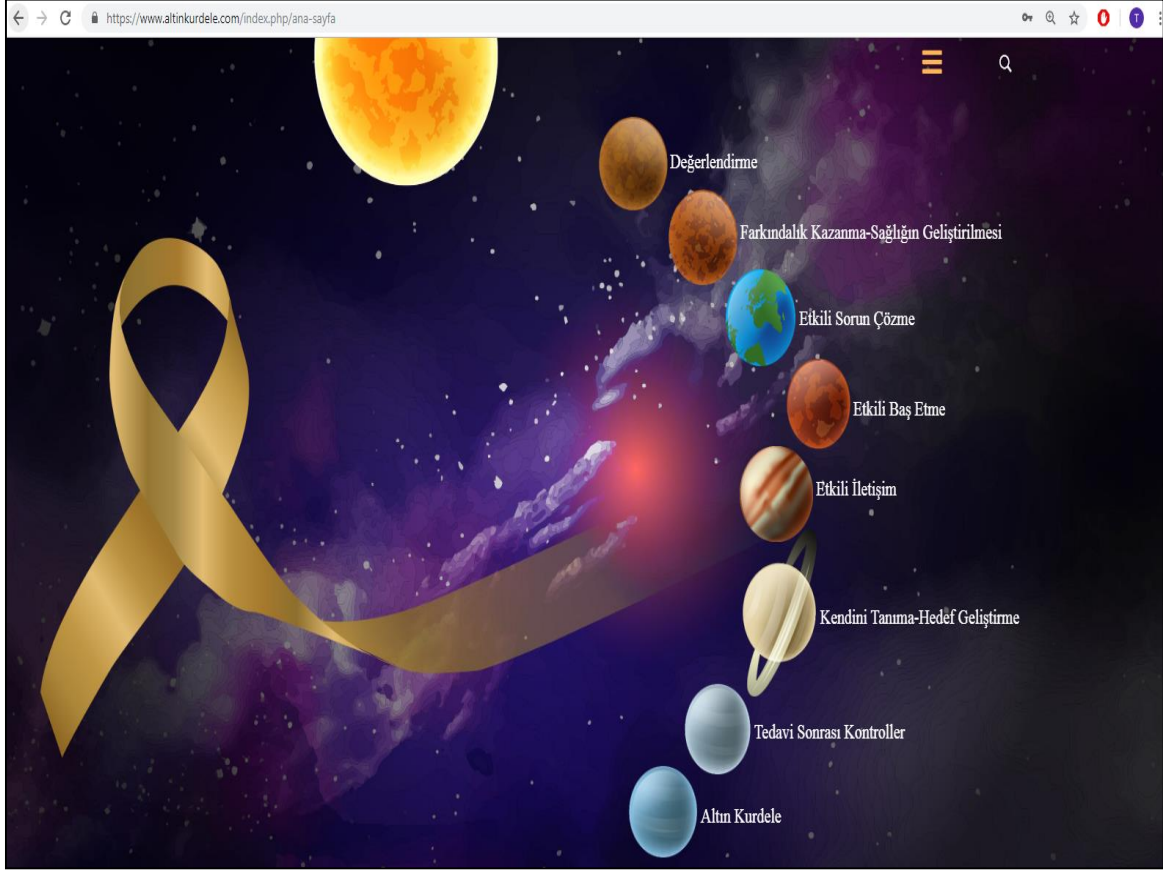 https://www.altinkurdele.com/index.php/ana-sayfa
T
Değerlendirme
Farkındalık Kazanma-Sağlığın Geliştirilmesi
Etkili Sorun Çözme
Etkili Baş Etme
Etkili İletişim
Kendini Tanıma-Hedef Geliştirme
Tedavi Sonrası Kontroller
Altın Kurdele